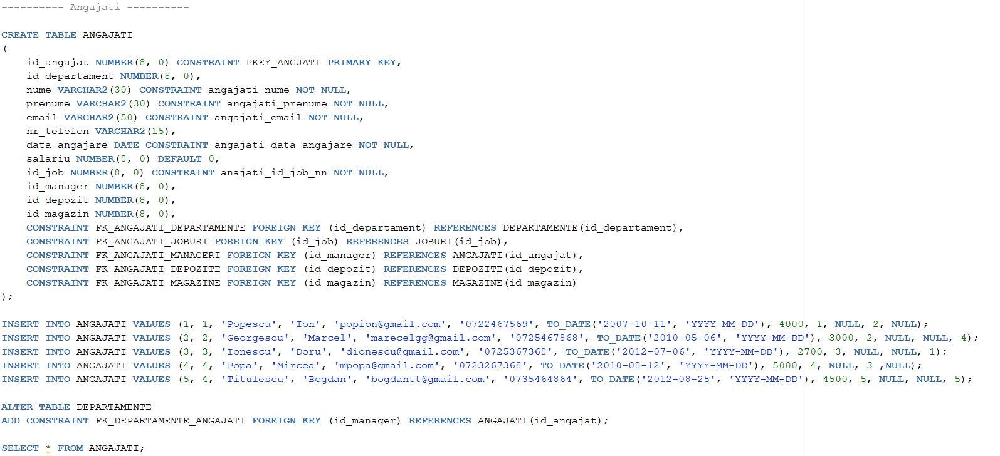 ---------- Angajati ----------
CREATE TABLE ANGAJATI
(
    id_angajat NUMBER(8, 0) CONSTRAINT PKEY_ANGJATI PRIMARY KEY,
    id_departament NUMBER(8, 0),
    nume VARCHAR2(30) CONSTRAINT angajati_nume NOT NULL,
    prenume VARCHAR2(30) CONSTRAINT angajati_prenume NOT NULL,
    email VARCHAR2(50) CONSTRAINT angajati_email NOT NULL,
    nr_telefon VARCHAR2(15),
    data_angajare DATE CONSTRAINT angajati_data_angajare NOT NULL,
    salariu NUMBER(8, 0) DEFAULT 0,
    id_job NUMBER(8, 0) CONSTRAINT anajati_id_job_nn NOT NULL,
    id_manager NUMBER(8, 0),
    id_depozit NUMBER(8, 0),
    id_magazin NUMBER(8, 0),
    CONSTRAINT FK_ANGAJATI_DEPARTAMENTE FOREIGN KEY (id_departament) REFERENCES DEPARTAMENTE(id_departament),
    CONSTRAINT FK_ANGAJATI_JOBURI FOREIGN KEY (id_job) REFERENCES JOBURI(id_job),
    CONSTRAINT FK_ANGAJATI_MANAGERI FOREIGN KEY (id_manager) REFERENCES ANGAJATI(id_angajat),
    CONSTRAINT FK_ANGAJATI_DEPOZITE FOREIGN KEY (id_depozit) REFERENCES DEPOZITE(id_depozit),
    CONSTRAINT FK_ANGAJATI_MAGAZINE FOREIGN KEY (id_magazin) REFERENCES MAGAZINE(id_magazin)
);
INSERT INTO ANGAJATI VALUES (1, 1, 'Popescu', 'Ion', 'popion@gmail.com', '0722467569', TO_DATE('2007-10-11', 'YYYY-MM-DD'), 4000, 1, NULL, 2, NULL);
INSERT INTO ANGAJATI VALUES (2, 2, 'Georgescu', 'Marcel', 'marecelgg@gmail.com', '0725467868', TO_DATE('2010-05-06', 'YYYY-MM-DD'), 3000, 2, NULL, NULL, 4);
INSERT INTO ANGAJATI VALUES (3, 3, 'Ionescu', 'Doru', 'dionescu@gmail.com', '0725367368', TO_DATE('2012-07-06', 'YYYY-MM-DD'), 2700, 3, NULL, NULL, 1);
INSERT INTO ANGAJATI VALUES (4, 4, 'Popa', 'Mircea', 'mpopa@gmail.com', '0723267368', TO_DATE('2010-08-12', 'YYYY-MM-DD'), 5000, 4, NULL, 3 ,NULL);
INSERT INTO ANGAJATI VALUES (5, 4, 'Titulescu', 'Bogdan', 'bogdantt@gmail.com', '0735464864', TO_DATE('2012-08-25', 'YYYY-MM-DD'), 4500, 5, NULL, NULL, 5);
ALTER TABLE DEPARTAMENTE
ADD CONSTRAINT FK_DEPARTAMENTE_ANGAJATI FOREIGN KEY (id_manager) REFERENCES ANGAJATI(id_angajat);
SELECT * FROM ANGAJATI;